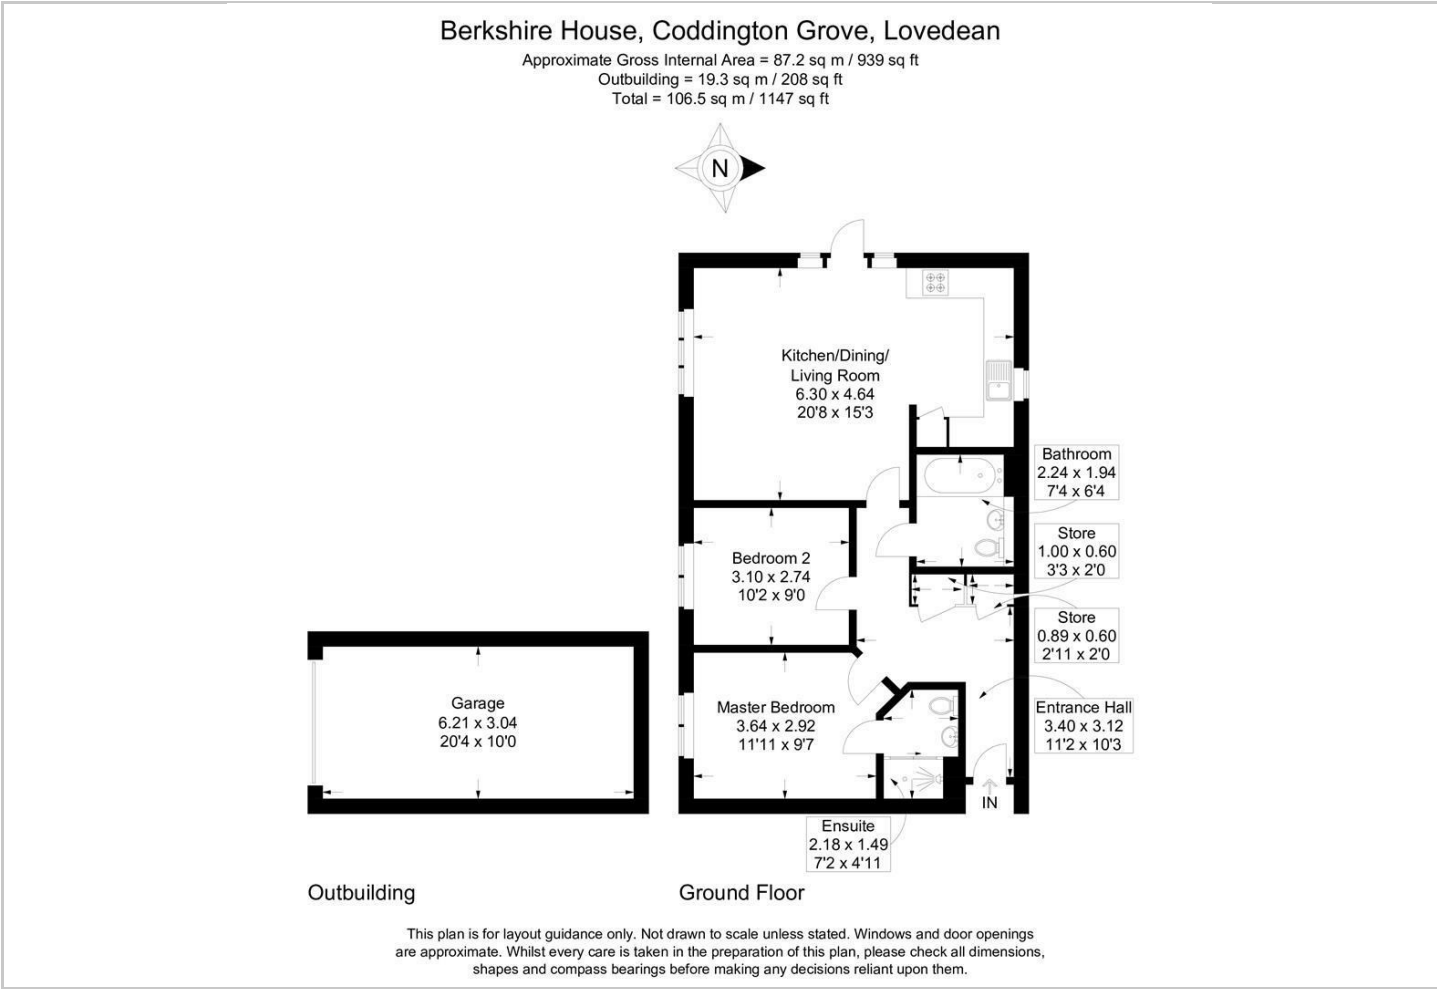 Berkshire House, Coddington Grove, Lovedean
Approximate Gross Internal Area = 87.2 sq m / 939 sq ft
Outbuilding = 19.3 sq m / 208 sq ft
Total = 106.5 sq m / 1147 sq ft
N
Kitchen/Dining/
Living Room
6.30 x 4.64
20'8 x 15'3
Bathroom
2.24 x 1.94
7'4 x 6'4
Store
1.00 x 0.60
3'3 x 2'0
Bedroom 2
3.10 x 2.74
10'2 x 9'0
Store
0.89 x 0.60
2'11 x 2'0
Garage
6.21 x 3.04
20'4 x 10'0
Master Bedroom
3.64 x 2.92
11'11 x 9'7
Entrance Hall
3.40 x 3.12
11'2 x 10'3
IN
Ensuite
2.18 x 1.49
7'2 x 4'11
Outbuilding
Ground Floor
This plan is for layout guidance only. Not drawn to scale unless stated. Windows and door openings
are approximate. Whilst every care is taken in the preparation of this plan, please check all dimensions,
shapes and compass bearings before making any decisions reliant upon them.